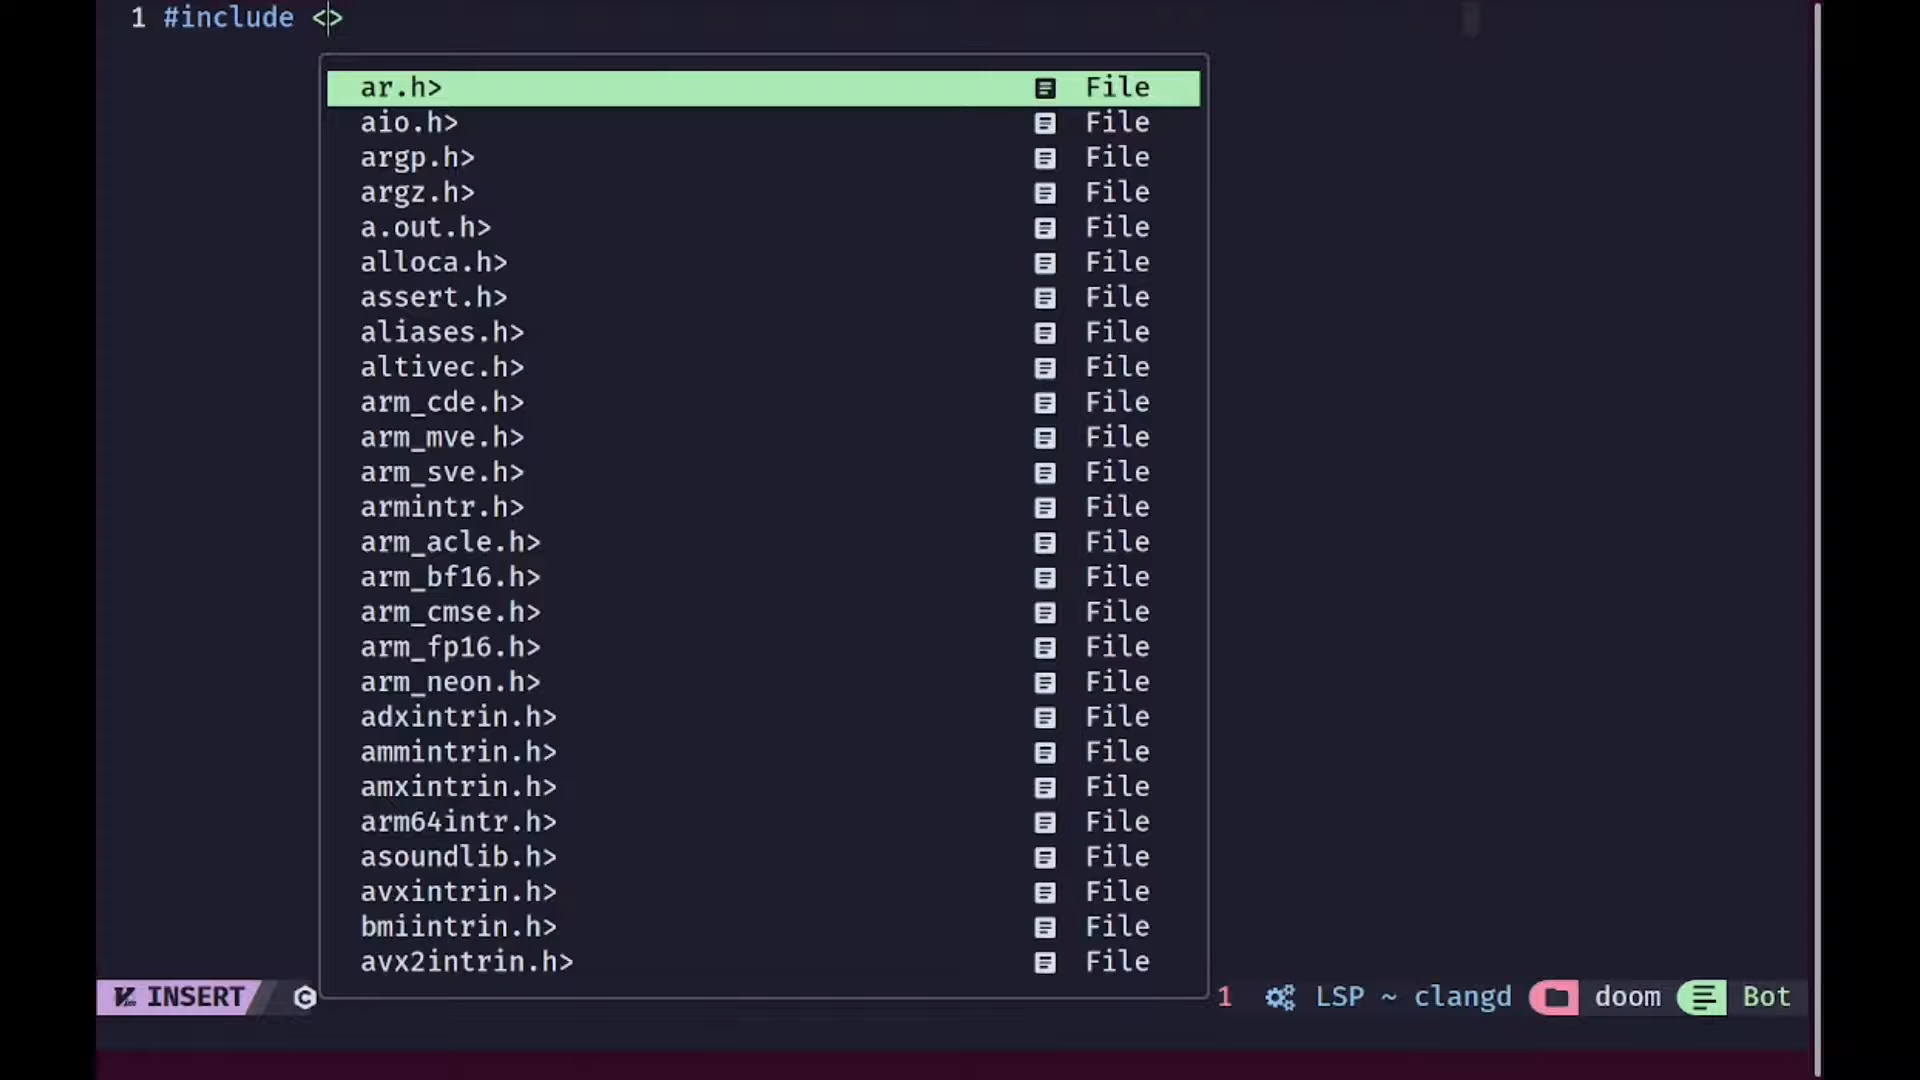 1 #include <>
ar.h> File
aio.h> File
argp.h> File
argz.h> File
a.out.h> File
alloca.h> File
assert.h> File
aliases.h> File
altivec.h> File
arm_cde.h> File
arm_mve.h> File
arm_sve.h> File
armintr.h> File
arm_acle.h> File
arm_bf16.h> File
arm_cmse.h> File
arm_fp16.h> File
arm_neon.h> File
adxintrin.h> File
ammintrin.h> File
amxintrin.h> File
arm64intr.h> File
asoundlib.h> File
avxintrin.h> File
bmiintrin.h> File
avx2intrin.h> File
INSERT C 1 LSP ~ clangd doom Bot